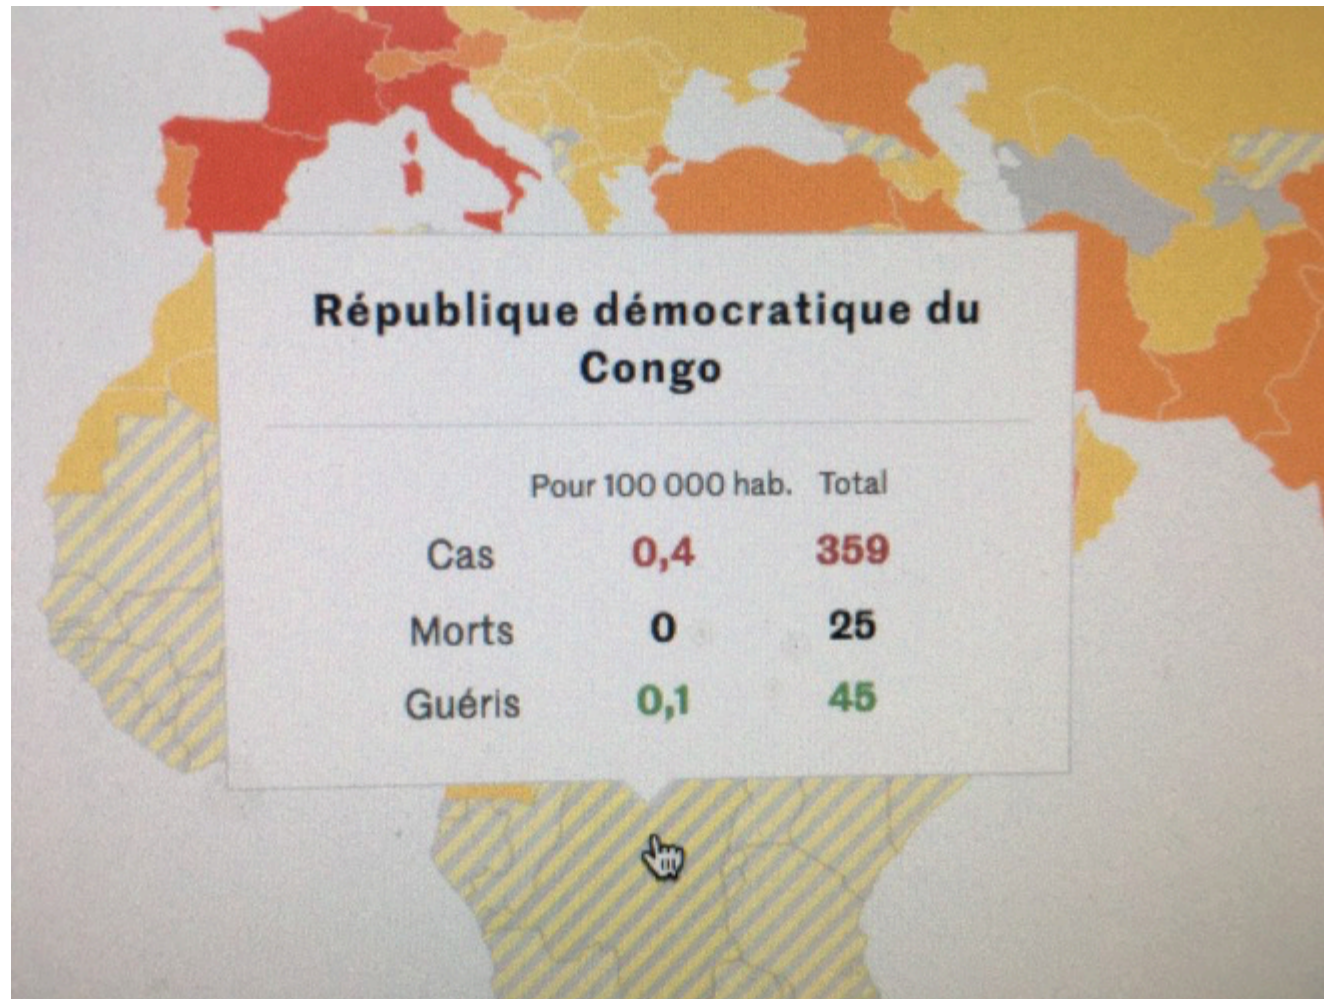 République démocratique du
Congo
Pour 100 000 hab. Total
Cas 0,4 359
Morts 0 25
Guéris 0,1 45